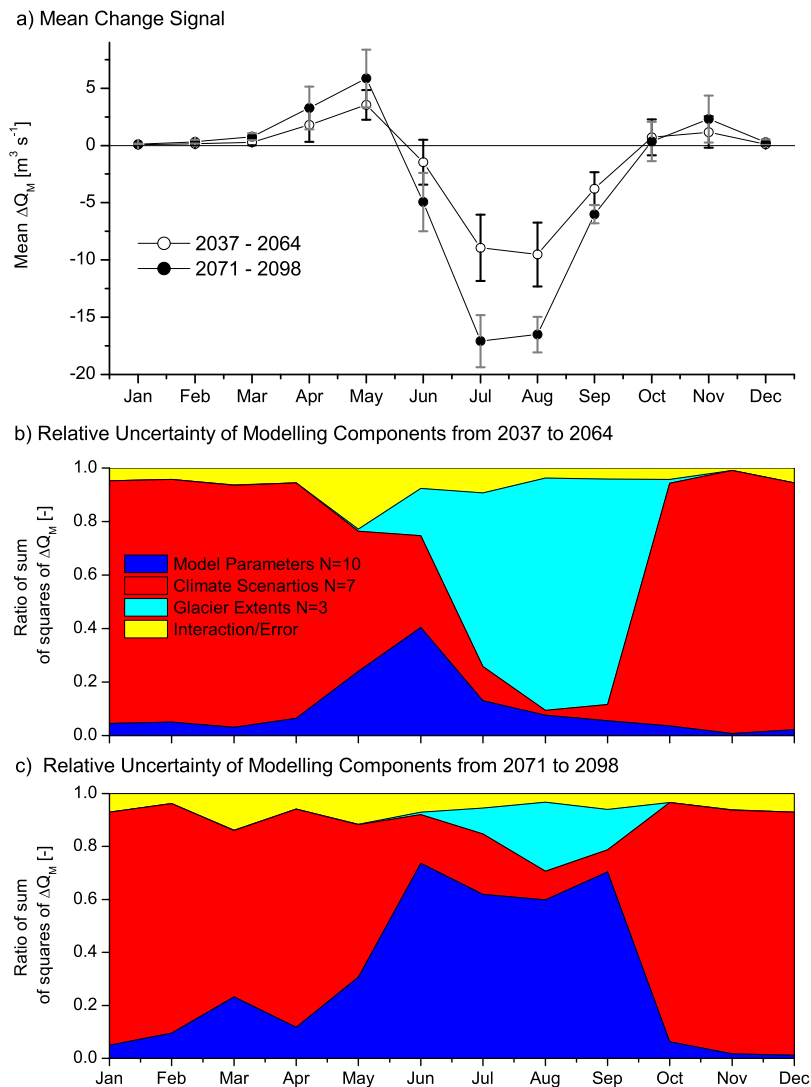 a) Mean Change Signal
Mean ΔQM [m³ s⁻¹]
5
0
-5
-10
-15
-20
2037 - 2064
2071 - 2098
Jan Feb Mar Apr May Jun Jul Aug Sep Oct Nov Dec
b) Relative Uncertainty of Modelling Components from 2037 to 2064
Ratio of sum
of squares of ΔQM [-]
1.0
0.8
0.6
0.4
0.2
0.0
Model Parameters N=10
Climate Scenartios N=7
Glacier Extents N=3
Interaction/Error
Jan Feb Mar Apr May Jun Jul Aug Sep Oct Nov Dec
c) Relative Uncertainty of Modelling Components from 2071 to 2098
Ratio of sum
of squares of ΔQM [-]
1.0
0.8
0.6
0.4
0.2
0.0
Jan Feb Mar Apr May Jun Jul Aug Sep Oct Nov Dec